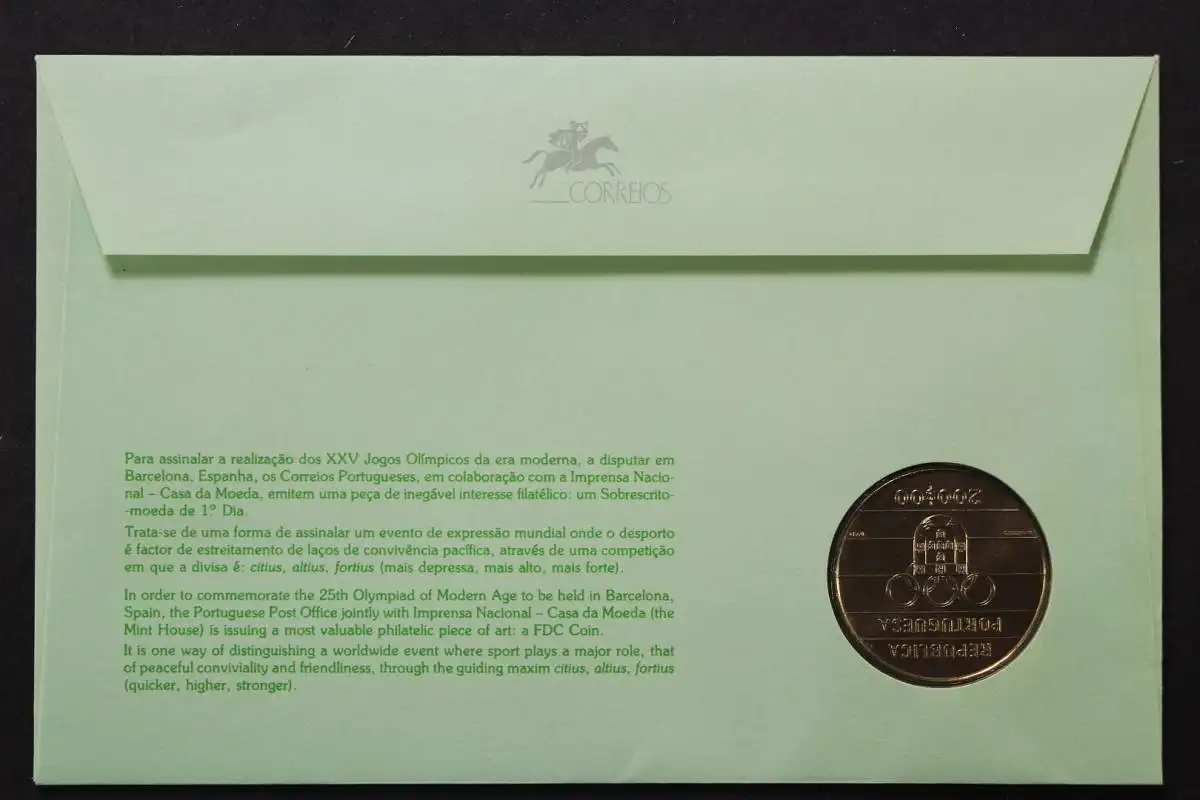 CORREIOS
Para assinalar a realização dos XXV Jogos Olímpicos da era moderna, a disputar em
Barcelona, Espanha, os Correios Portugueses, em colaboração com a Imprensa Nacio-
nal – Casa da Moeda, emitem uma peça de inegável interesse filatélico: um Sobrescrito-
-moeda de 1.º Dia.
Trata-se de uma forma de assinalar um evento de expressão mundial onde o desporto
é factor de estreitamento de laços de convivência pacífica, através de uma competição
em que a divisa é: citius, altius, fortius (mais depressa, mais alto, mais forte).
In order to commemorate the 25th Olympiad of Modern Age to be held in Barcelona,
Spain, the Portuguese Post Office jointly with Imprensa Nacional – Casa da Moeda (the
Mint House) is issuing a most valuable philatelic piece of art: a FDC Coin.
It is one way of distinguishing a worldwide event where sport plays a major role, that
of peaceful conviviality and friendliness, through the guiding maxim citius, altius, fortius
(quicker, higher, stronger).
REPUBLICA
PORTUGUESA
200$00